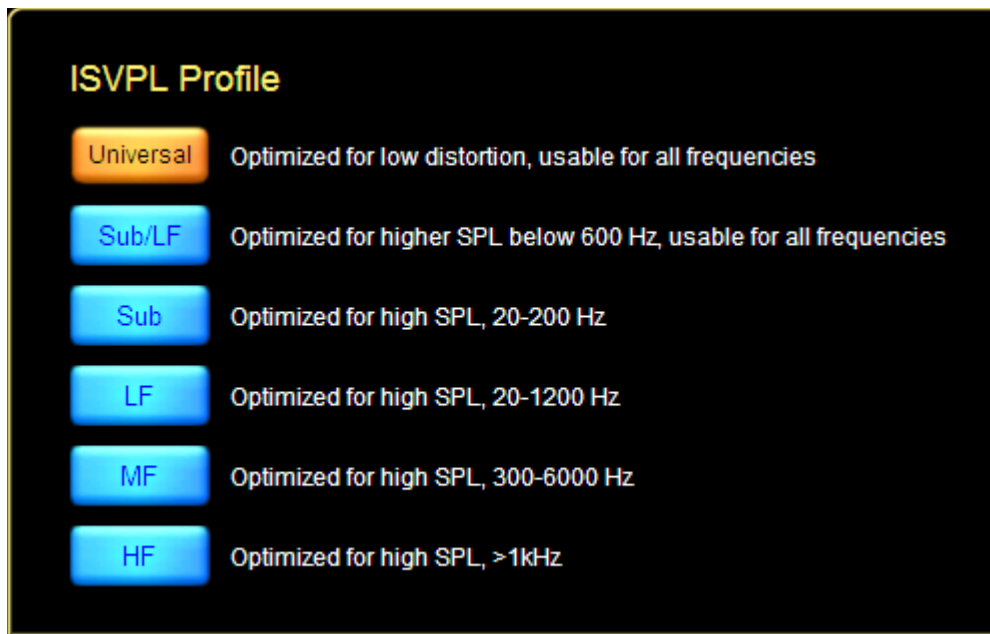 ISVPL Profile
Universal Optimized for low distortion, usable for all frequencies
Sub/LF Optimized for higher SPL below 600 Hz, usable for all frequencies
Sub Optimized for high SPL, 20-200 Hz
LF Optimized for high SPL, 20-1200 Hz
MF Optimized for high SPL, 300-6000 Hz
HF Optimized for high SPL, >1kHz